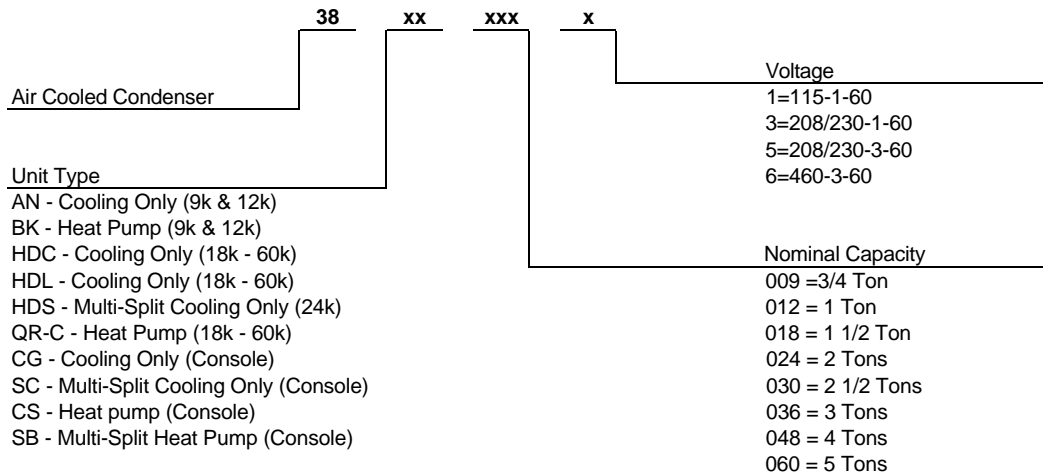 38 xx xxx x
Air Cooled Condenser
Unit Type
AN - Cooling Only (9k & 12k)
BK - Heat Pump (9k & 12k)
HDC - Cooling Only (18k - 60k)
HDL - Cooling Only (18k - 60k)
HDS - Multi-Split Cooling Only (24k)
QR-C - Heat Pump (18k - 60k)
CG - Cooling Only (Console)
SC - Multi-Split Cooling Only (Console)
CS - Heat pump (Console)
SB - Multi-Split Heat Pump (Console)
Voltage
1=115-1-60
3=208/230-1-60
5=208/230-3-60
6=460-3-60
Nominal Capacity
009 =3/4 Ton
012 = 1 Ton
018 = 1 1/2 Ton
024 = 2 Tons
030 = 2 1/2 Tons
036 = 3 Tons
048 = 4 Tons
060 = 5 Tons